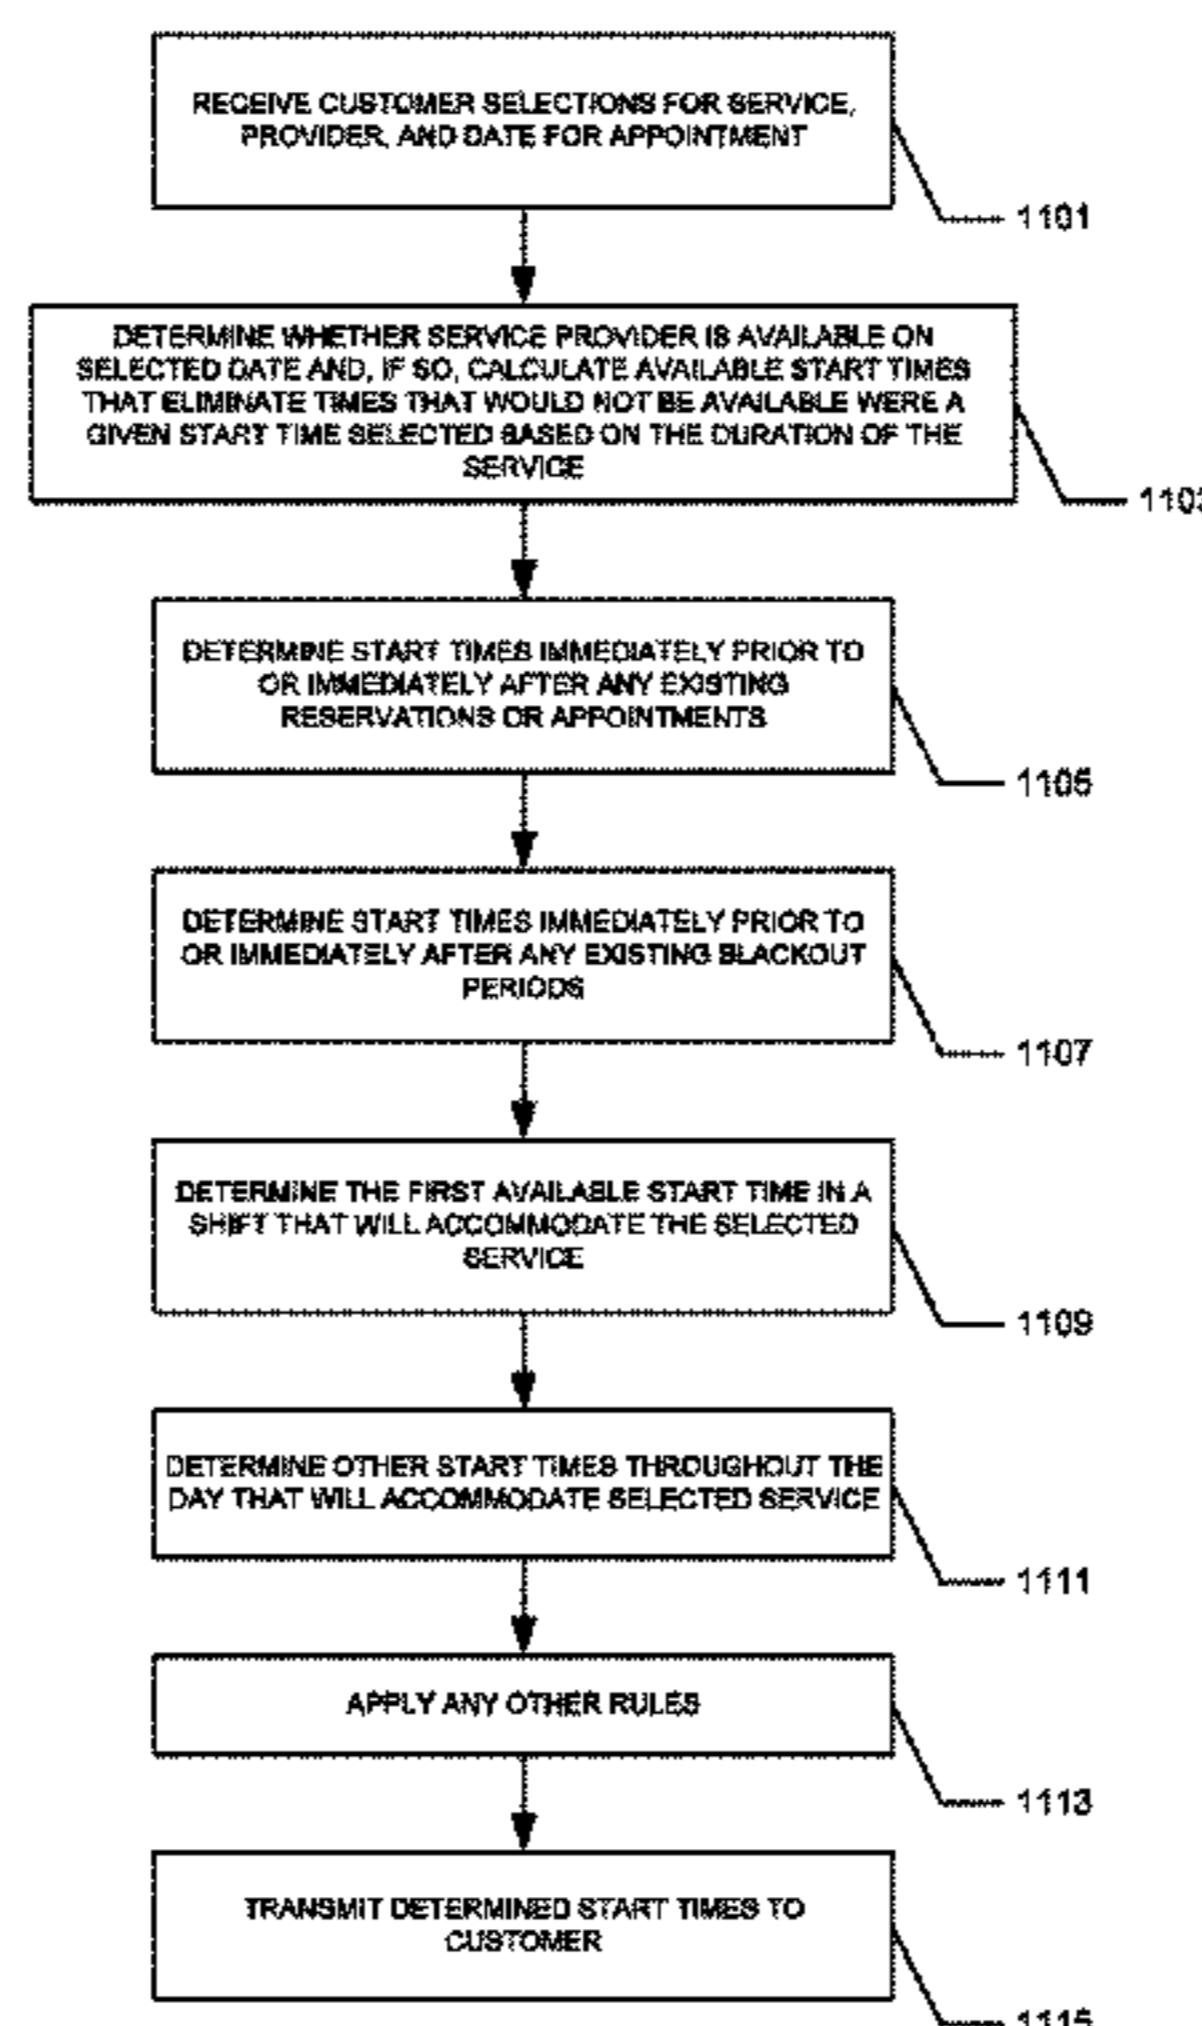 RECEIVE CUSTOMER SELECTIONS FOR SERVICE,
PROVIDER, AND DATE FOR APPOINTMENT
1101
DETERMINE WHETHER SERVICE PROVIDER IS AVAILABLE ON
SELECTED DATE AND, IF SO, CALCULATE AVAILABLE START TIMES
THAT ELIMINATE TIMES THAT WOULD NOT BE AVAILABLE WERE A
GIVEN START TIME SELECTED BASED ON THE DURATION OF THE
SERVICE
1103
DETERMINE START TIMES IMMEDIATELY PRIOR TO
OR IMMEDIATELY AFTER ANY EXISTING
RESERVATIONS OR APPOINTMENTS
1105
DETERMINE START TIMES IMMEDIATELY PRIOR TO
OR IMMEDIATELY AFTER ANY EXISTING BLACKOUT
PERIODS
1107
DETERMINE THE FIRST AVAILABLE START TIME IN A
SHIFT THAT WILL ACCOMMODATE THE SELECTED
SERVICE
1109
DETERMINE OTHER START TIMES THROUGHOUT THE
DAY THAT WILL ACCOMMODATE SELECTED SERVICE
1111
APPLY ANY OTHER RULES
1113
TRANSMIT DETERMINED START TIMES TO
CUSTOMER
1115